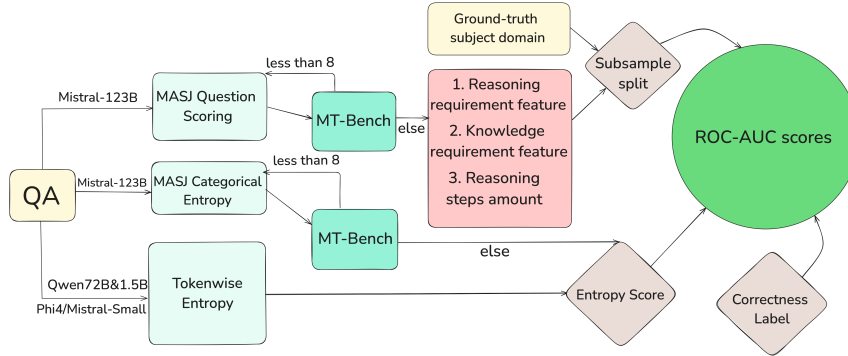 Ground-truth
subject domain
Subsample
split
less than 8
Mistral-123B
MASJ Question
Scoring
MT-Bench
else
1. Reasoning
requirement feature
2. Knowledge
requirement feature
3. Reasoning
steps amount
ROC-AUC scores
less than 8
QA
Mistral-123B
MASJ Categorical
Entropy
MT-Bench
else
Qwen72B&1.5B
Phi4/Mistral-Small
Tokenwise
Entropy
Entropy Score
Correctness
Label